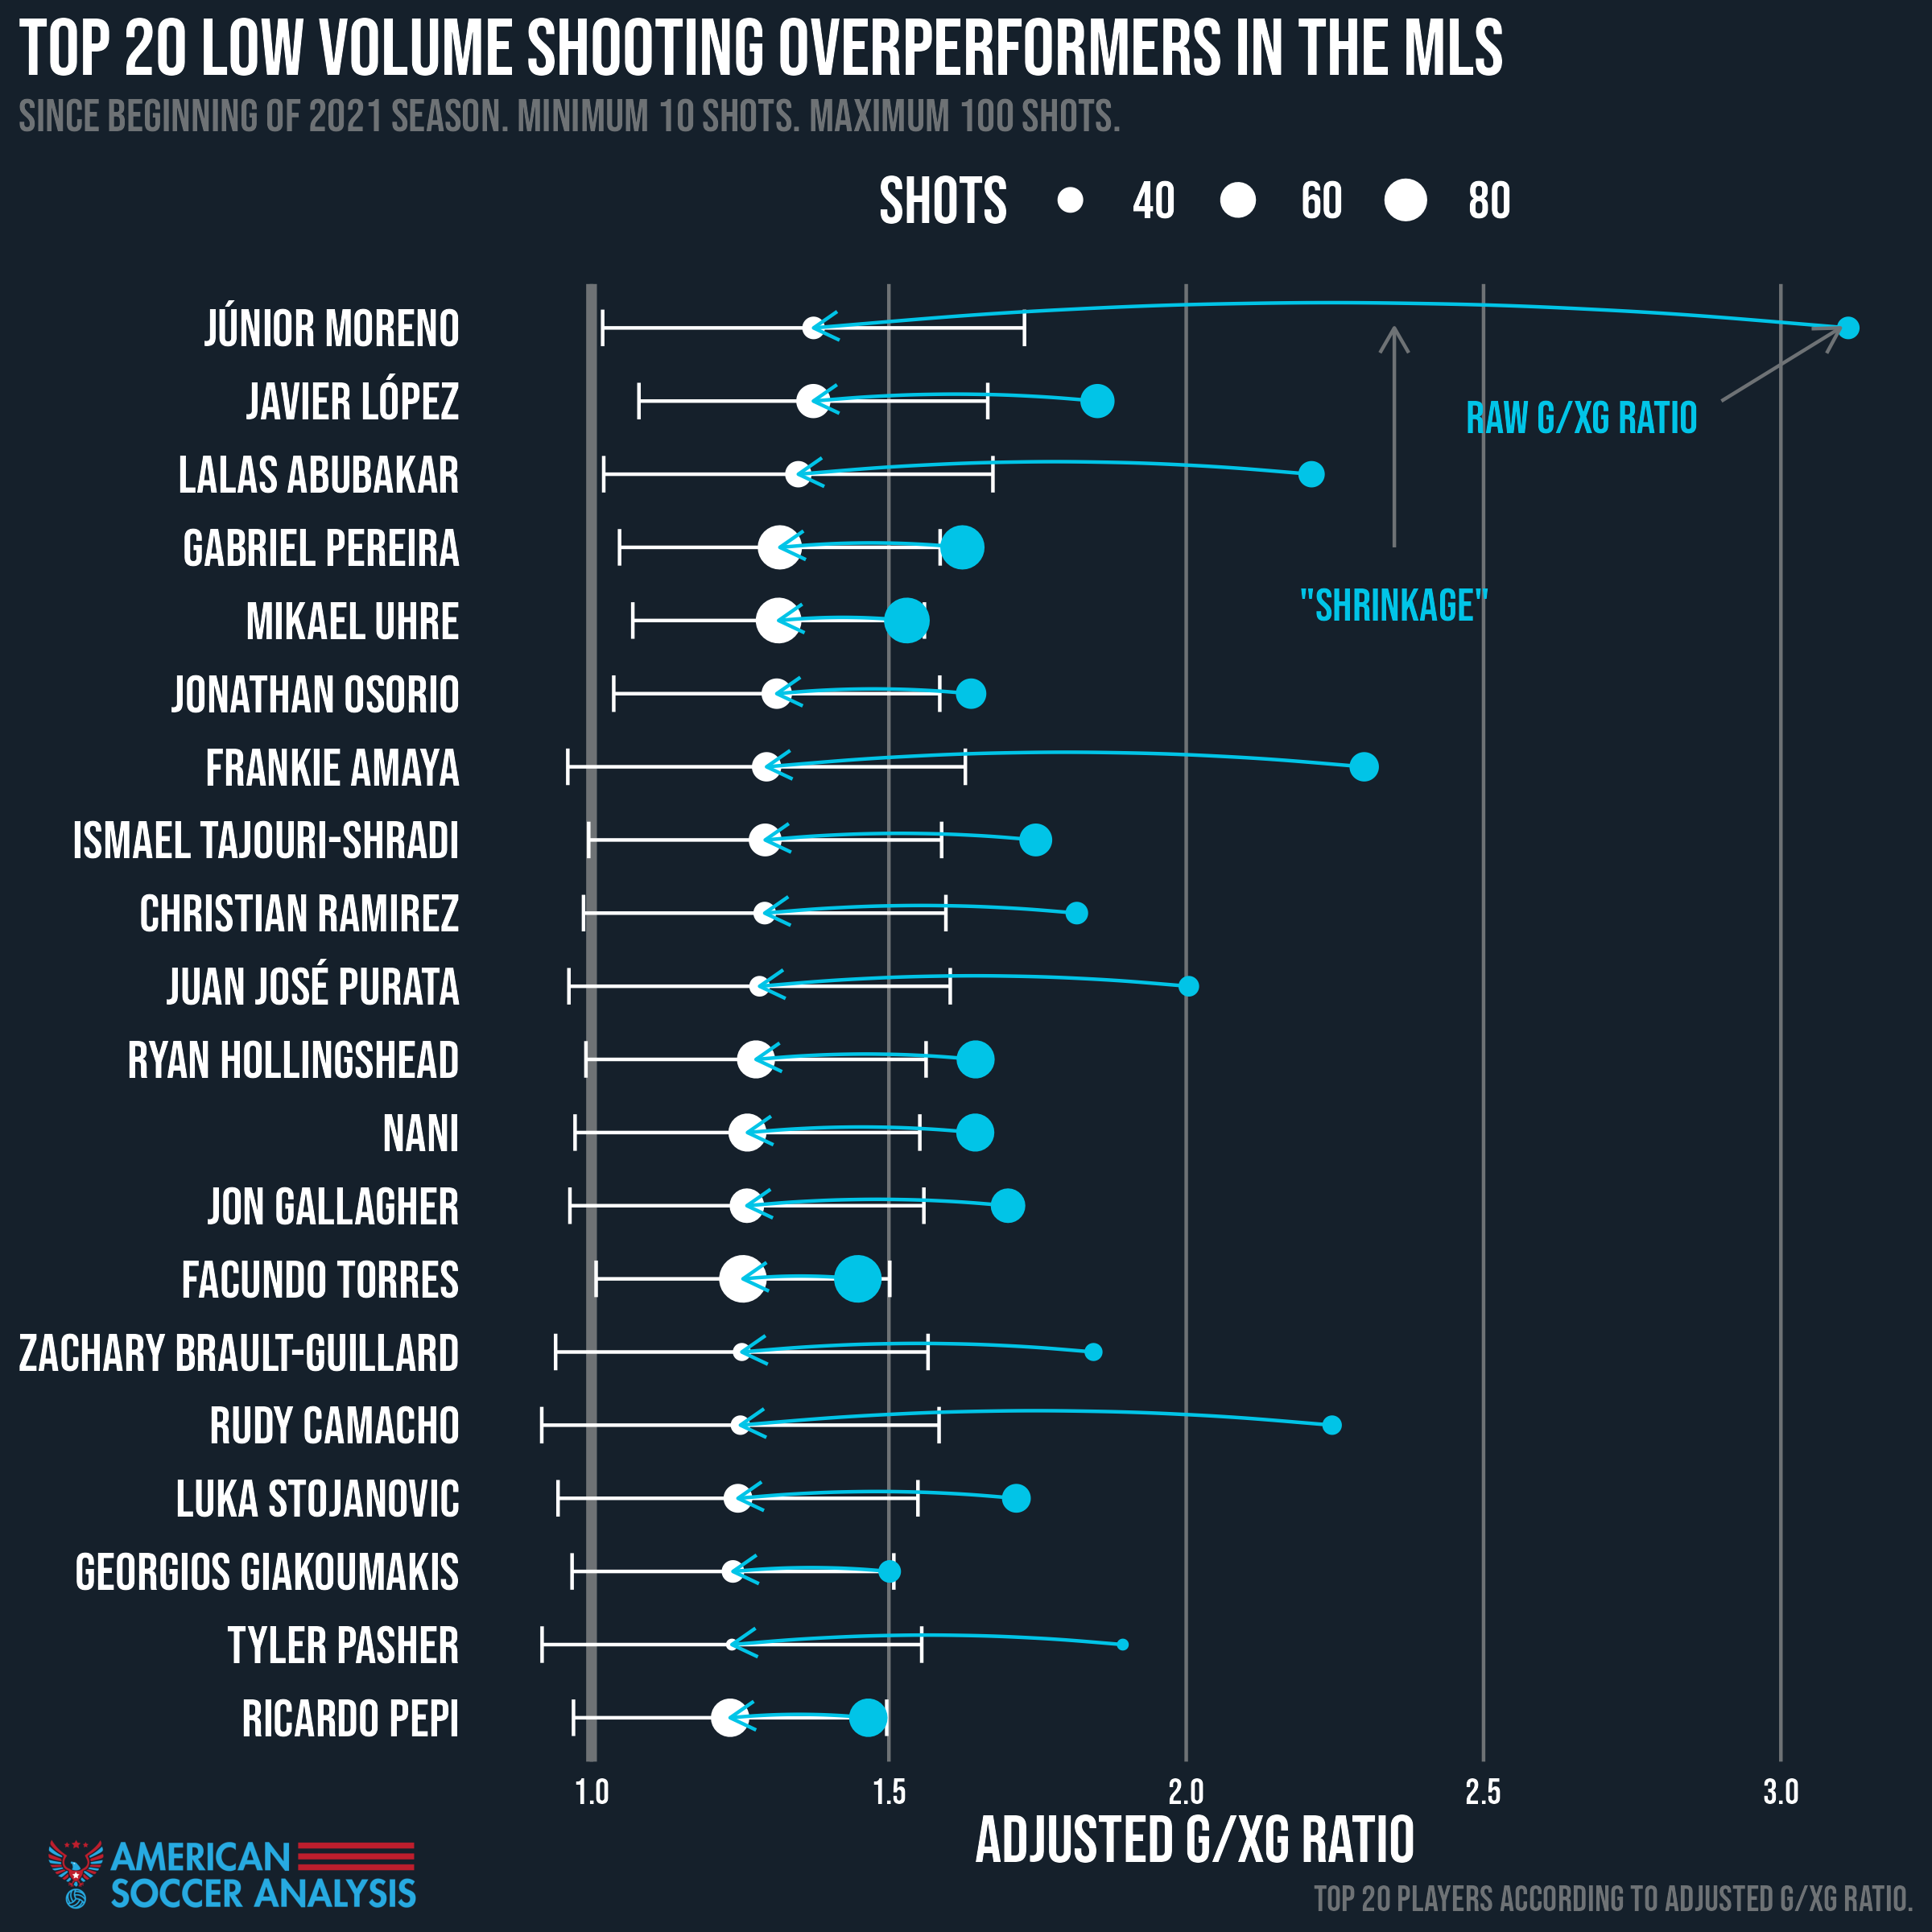 TOP 20 LOW VOLUME SHOOTING OVERPERFORMERS IN THE MLS
SINCE BEGINNING OF 2021 SEASON. MINIMUM 10 SHOTS. MAXIMUM 100 SHOTS.
SHOTS 40 60 80
JÚNIOR MORENO
JAVIER LÓPEZ
RAW G/XG RATIO
LALAS ABUBAKAR
GABRIEL PEREIRA
"SHRINKAGE"
MIKAEL UHRE
JONATHAN OSORIO
FRANKIE AMAYA
ISMAEL TAJOURI-SHRADI
CHRISTIAN RAMIREZ
JUAN JOSÉ PURATA
RYAN HOLLINGSHEAD
NANI
JON GALLAGHER
FACUNDO TORRES
ZACHARY BRAULT-GUILLARD
RUDY CAMACHO
LUKA STOJANOVIC
GEORGIOS GIAKOUMAKIS
TYLER PASHER
RICARDO PEPI
1.0 1.5 2.0 2.5 3.0
ADJUSTED G/XG RATIO
AMERICAN
SOCCER ANALYSIS
TOP 20 PLAYERS ACCORDING TO ADJUSTED G/XG RATIO.